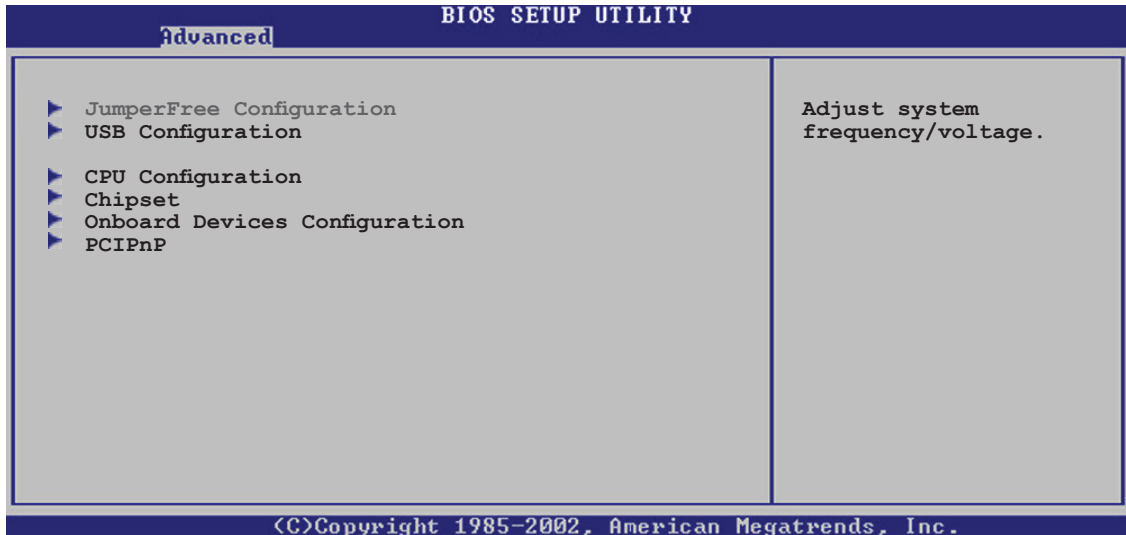 BIOS SETUP UTILITY
Advanced
JumperFree Configuration
USB Configuration
CPU Configuration
Chipset
Onboard Devices Configuration
PCIPnP
Adjust system
frequency/voltage.
(C)Copyright 1985-2002, American Megatrends, Inc.